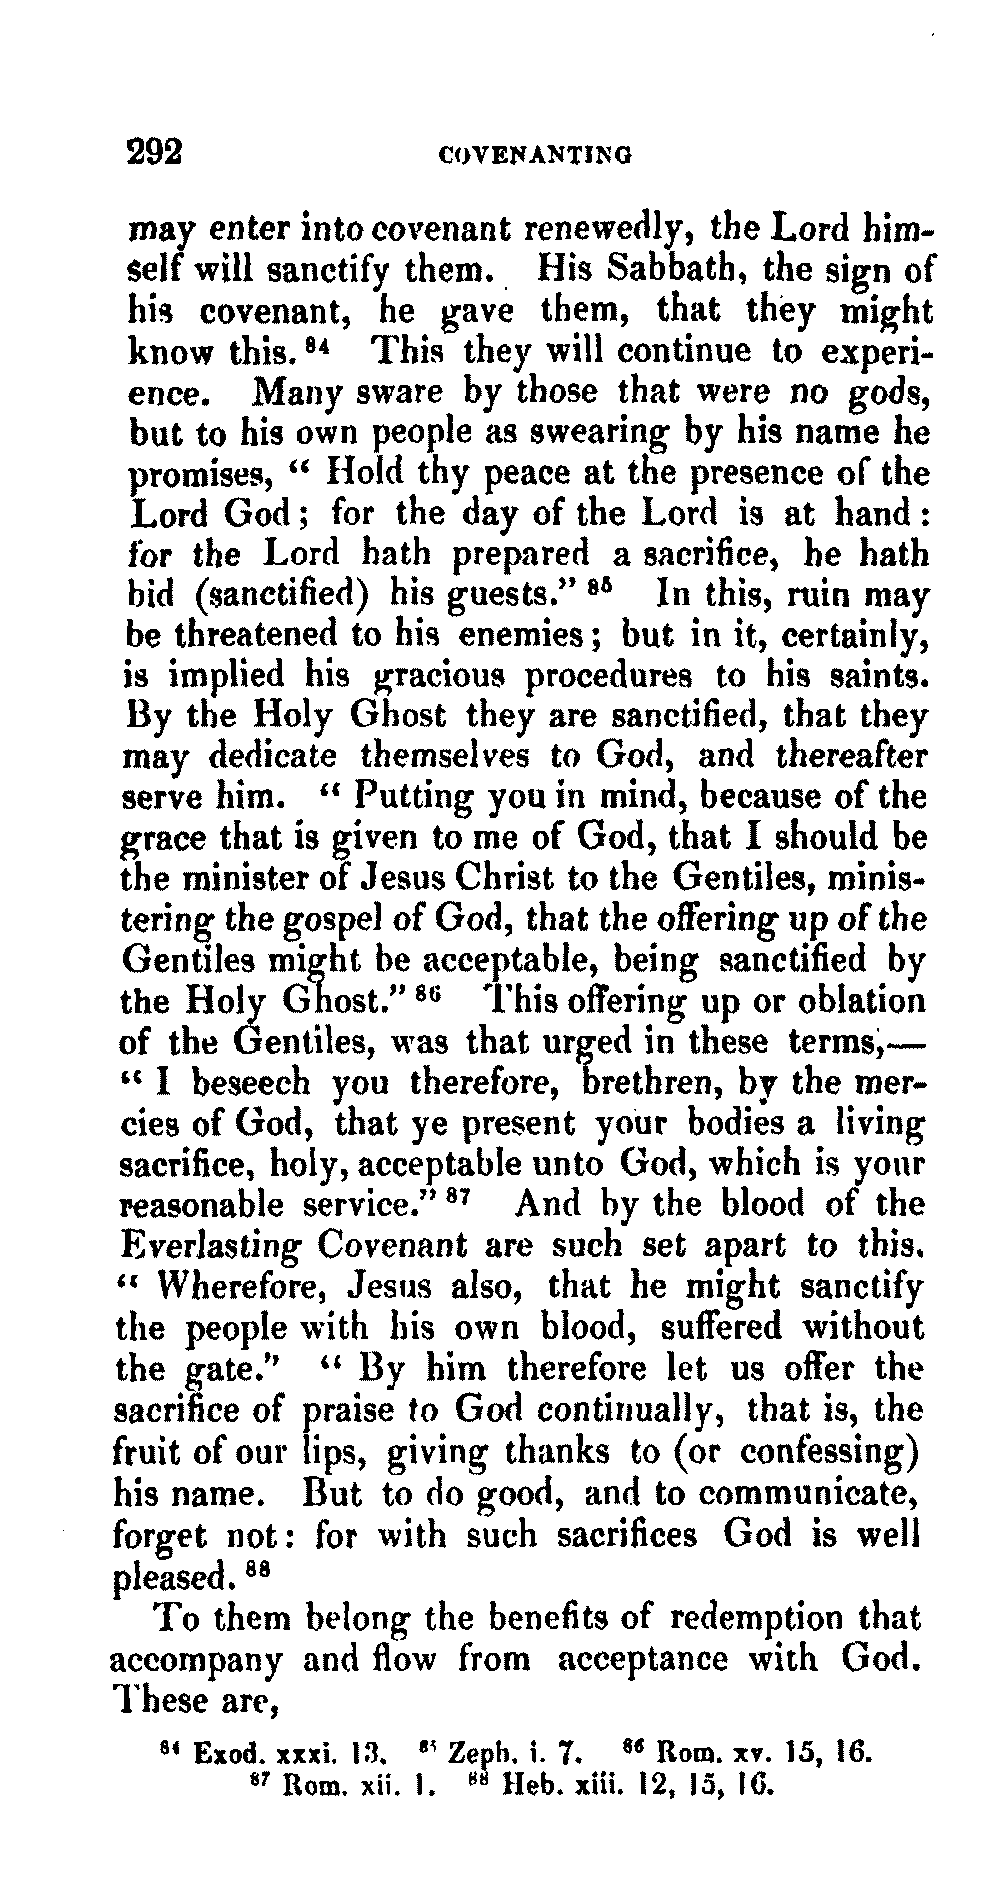 292 COVENANTING
may enter into covenant renewedly, the Lord him-
self will sanctify them. His Sabbath, the sign of
his covenant, he gave them, that they might
know this. 84 This they will continue to experi-
ence. Many sware by those that were no gods,
but to his own people as swearing by his name he
promises, “ Hold thy peace at the presence of the
Lord God; for the day of the Lord is at hand:
for the Lord hath prepared a sacrifice, he hath
bid (sanctified) his guests.” 85 In this, ruin may
be threatened to his enemies; but in it, certainly,
is implied his gracious procedures to his saints.
By the Holy Ghost they are sanctified, that they
may dedicate themselves to God, and thereafter
serve him. “ Putting you in mind, because of the
grace that is given to me of God, that I should be
the minister of Jesus Christ to the Gentiles, minis-
tering the gospel of God, that the offering up of the
Gentiles might be acceptable, being sanctified by
the Holy Ghost.” 86 This offering up or oblation
of the Gentiles, was that urged in these terms,—
“ I beseech you therefore, brethren, by the mer-
cies of God, that ye present your bodies a living
sacrifice, holy, acceptable unto God, which is your
reasonable service.” 87 And by the blood of the
Everlasting Covenant are such set apart to this.
“ Wherefore, Jesus also, that he might sanctify
the people with his own blood, suffered without
the gate.” “ By him therefore let us offer the
sacrifice of praise to God continually, that is, the
fruit of our lips, giving thanks to (or confessing)
his name. But to do good, and to communicate,
forget not: for with such sacrifices God is well
pleased. 88
To them belong the benefits of redemption that
accompany and flow from acceptance with God.
These are,
84 Exod. xxxi. 13. 85 Zeph. i. 7. 86 Rom. xv. 15, 16.
87 Rom. xii. 1. 88 Heb. xiii. 12, 15, 16.